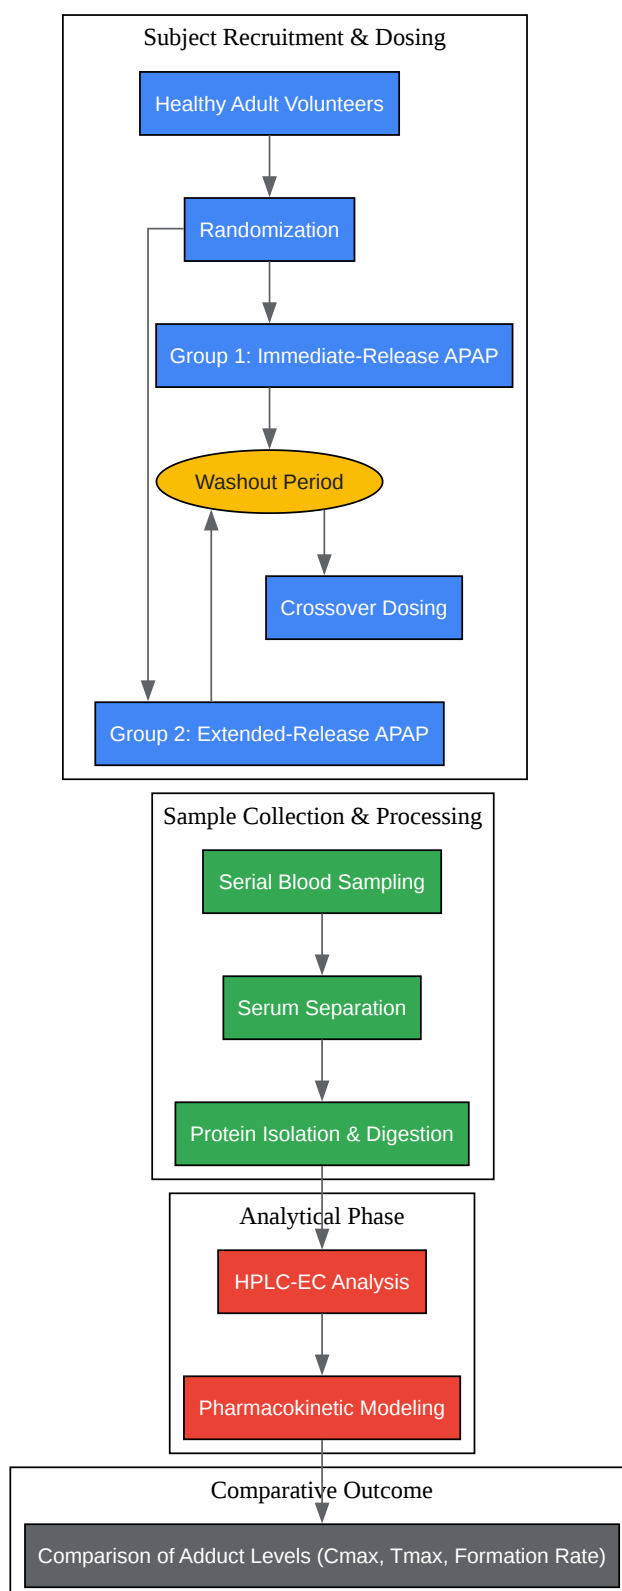 Subject Recruitment & Dosing
Healthy Adult Volunteers
Randomization
Group 1: Immediate-Release APAP
Washout Period
Crossover Dosing
Group 2: Extended-Release APAP
Sample Collection & Processing
Serial Blood Sampling
Serum Separation
Protein Isolation & Digestion
Analytical Phase
HPLC-EC Analysis
Pharmacokinetic Modeling
Comparative Outcome
Comparison of Adduct Levels (Cmax, Tmax, Formation Rate)